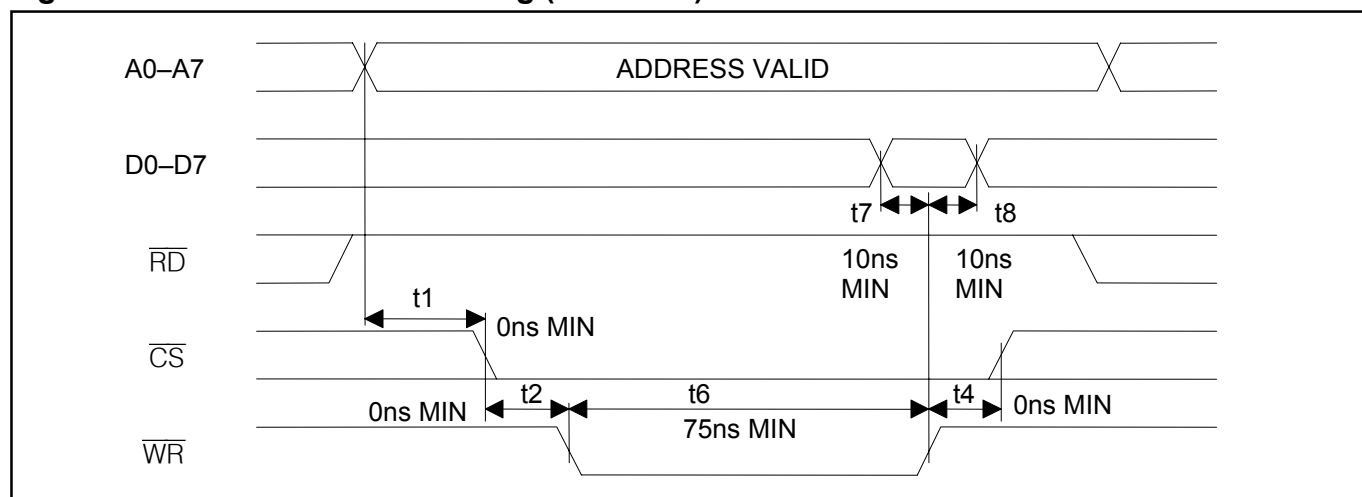 A0–A7 ADDRESS VALID
D0–D7
t7 t8
RD 10ns 10ns
MIN MIN
t1
0ns MIN
CS
t2 t6 t4
0ns MIN 75ns MIN 0ns MIN
WR